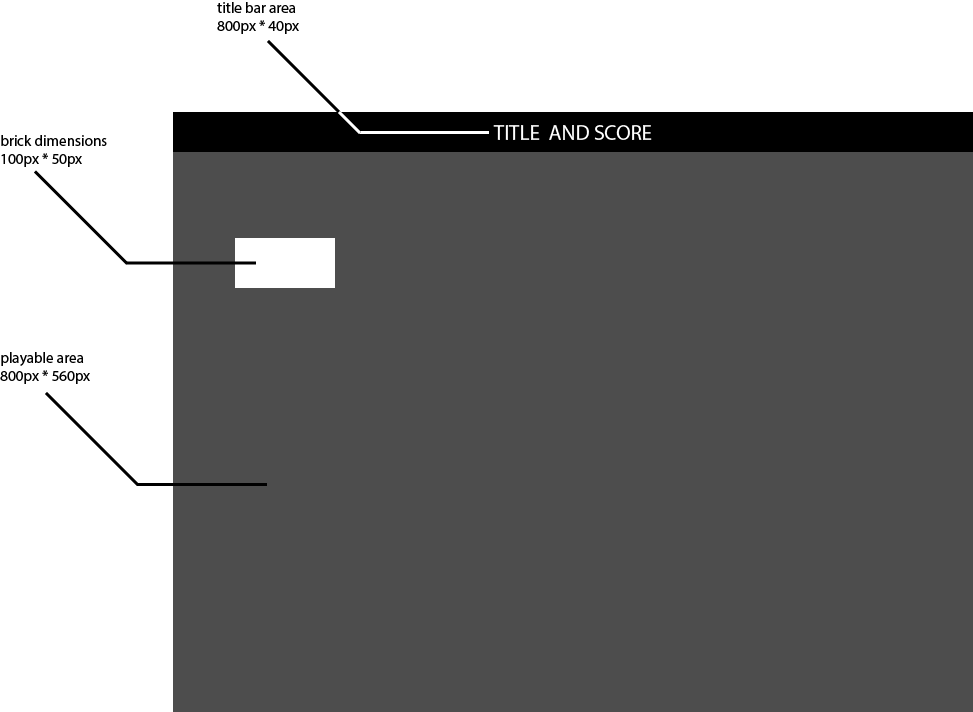 title bar area
800px * 40px
TITLE  AND SCORE
brick dimensions
100px * 50px
playable area
800px * 560px